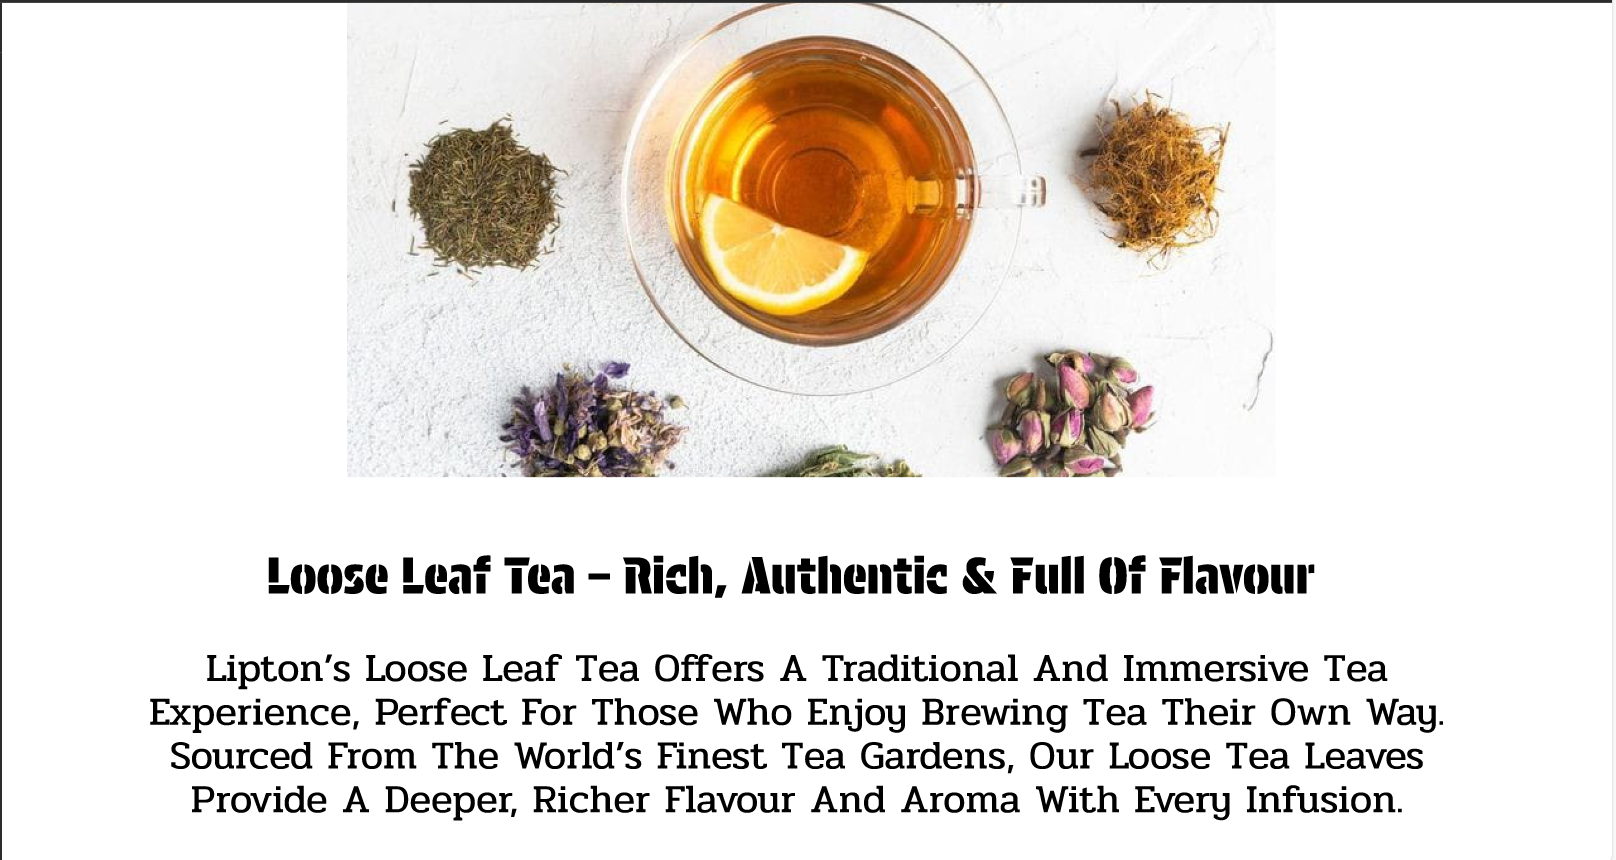 Loose Leaf Tea – Rich, Authentic & Full Of Flavour
Lipton’s Loose Leaf Tea Offers A Traditional And Immersive Tea
Experience, Perfect For Those Who Enjoy Brewing Tea Their Own Way.
Sourced From The World’s Finest Tea Gardens, Our Loose Tea Leaves
Provide A Deeper, Richer Flavour And Aroma With Every Infusion.